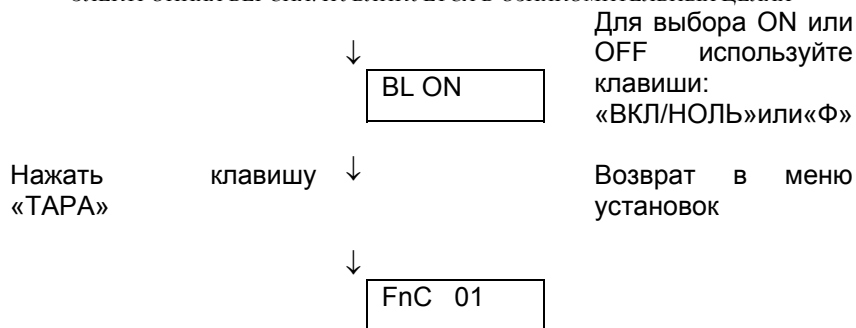 Для выбора ON или
OFF используйте
клавиши:
«ВКЛ/НОЛЬ»или«Ф»
↓
BL ON
Нажать клавишу
«ТАРА»
↓
Возврат в меню
установок
↓
FnC 01